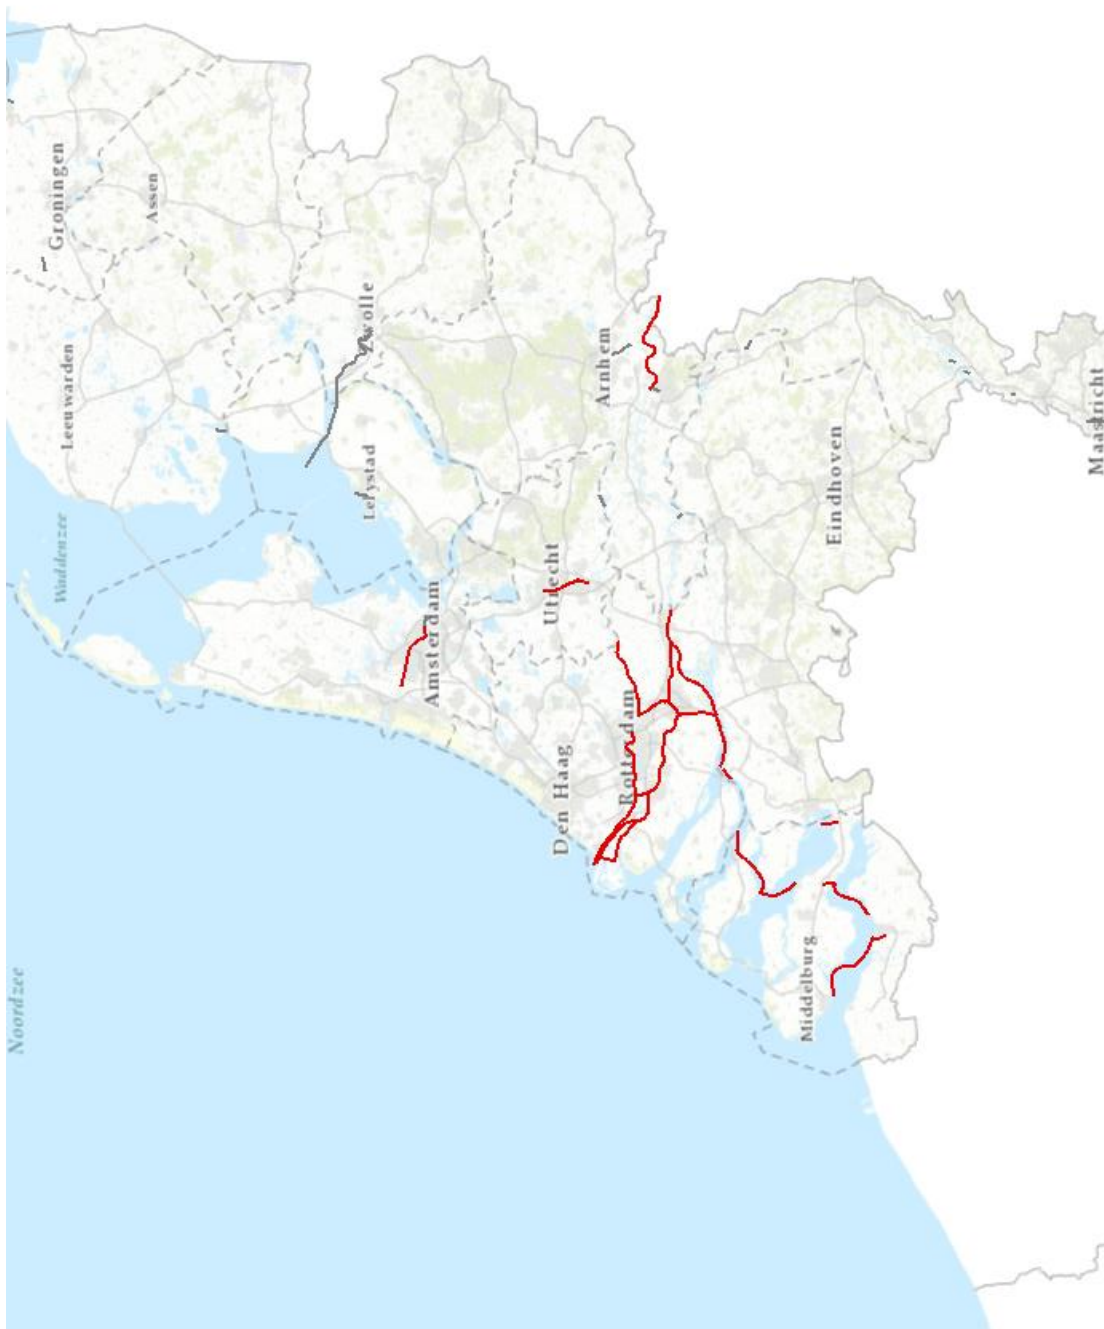 Groningen
Assen
Leeuwarden
Zwolle
Waddenzee
Lelystad
Arnhem
Amsterdam
Utrecht
Eindhoven
Maastricht
Den Haag
Rotterdam
Middelburg
Noordzee